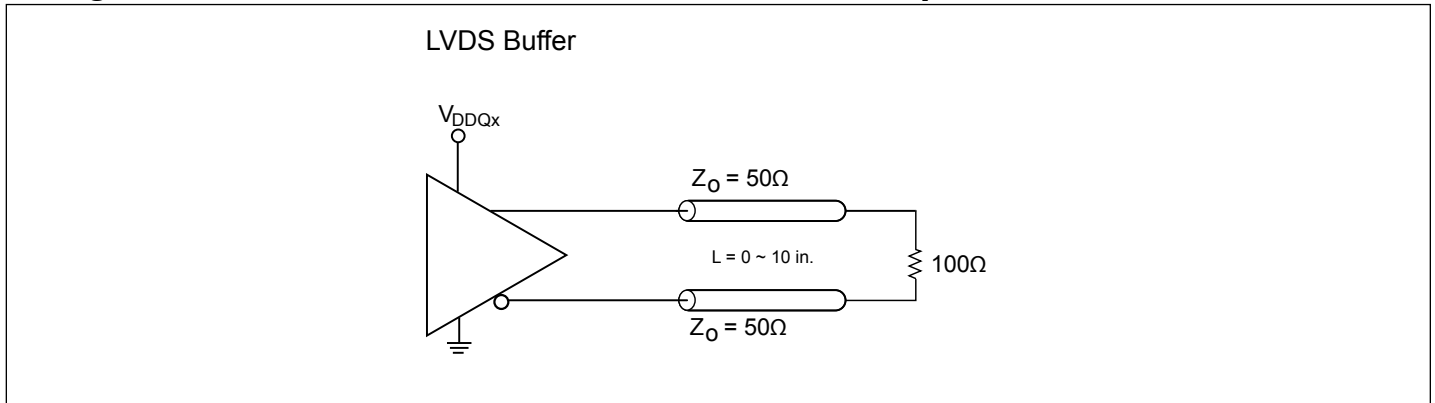 LVDS Buffer
VDDQx
Zo = 50Ω
L = 0 ~ 10 in.
100Ω
Zo = 50Ω